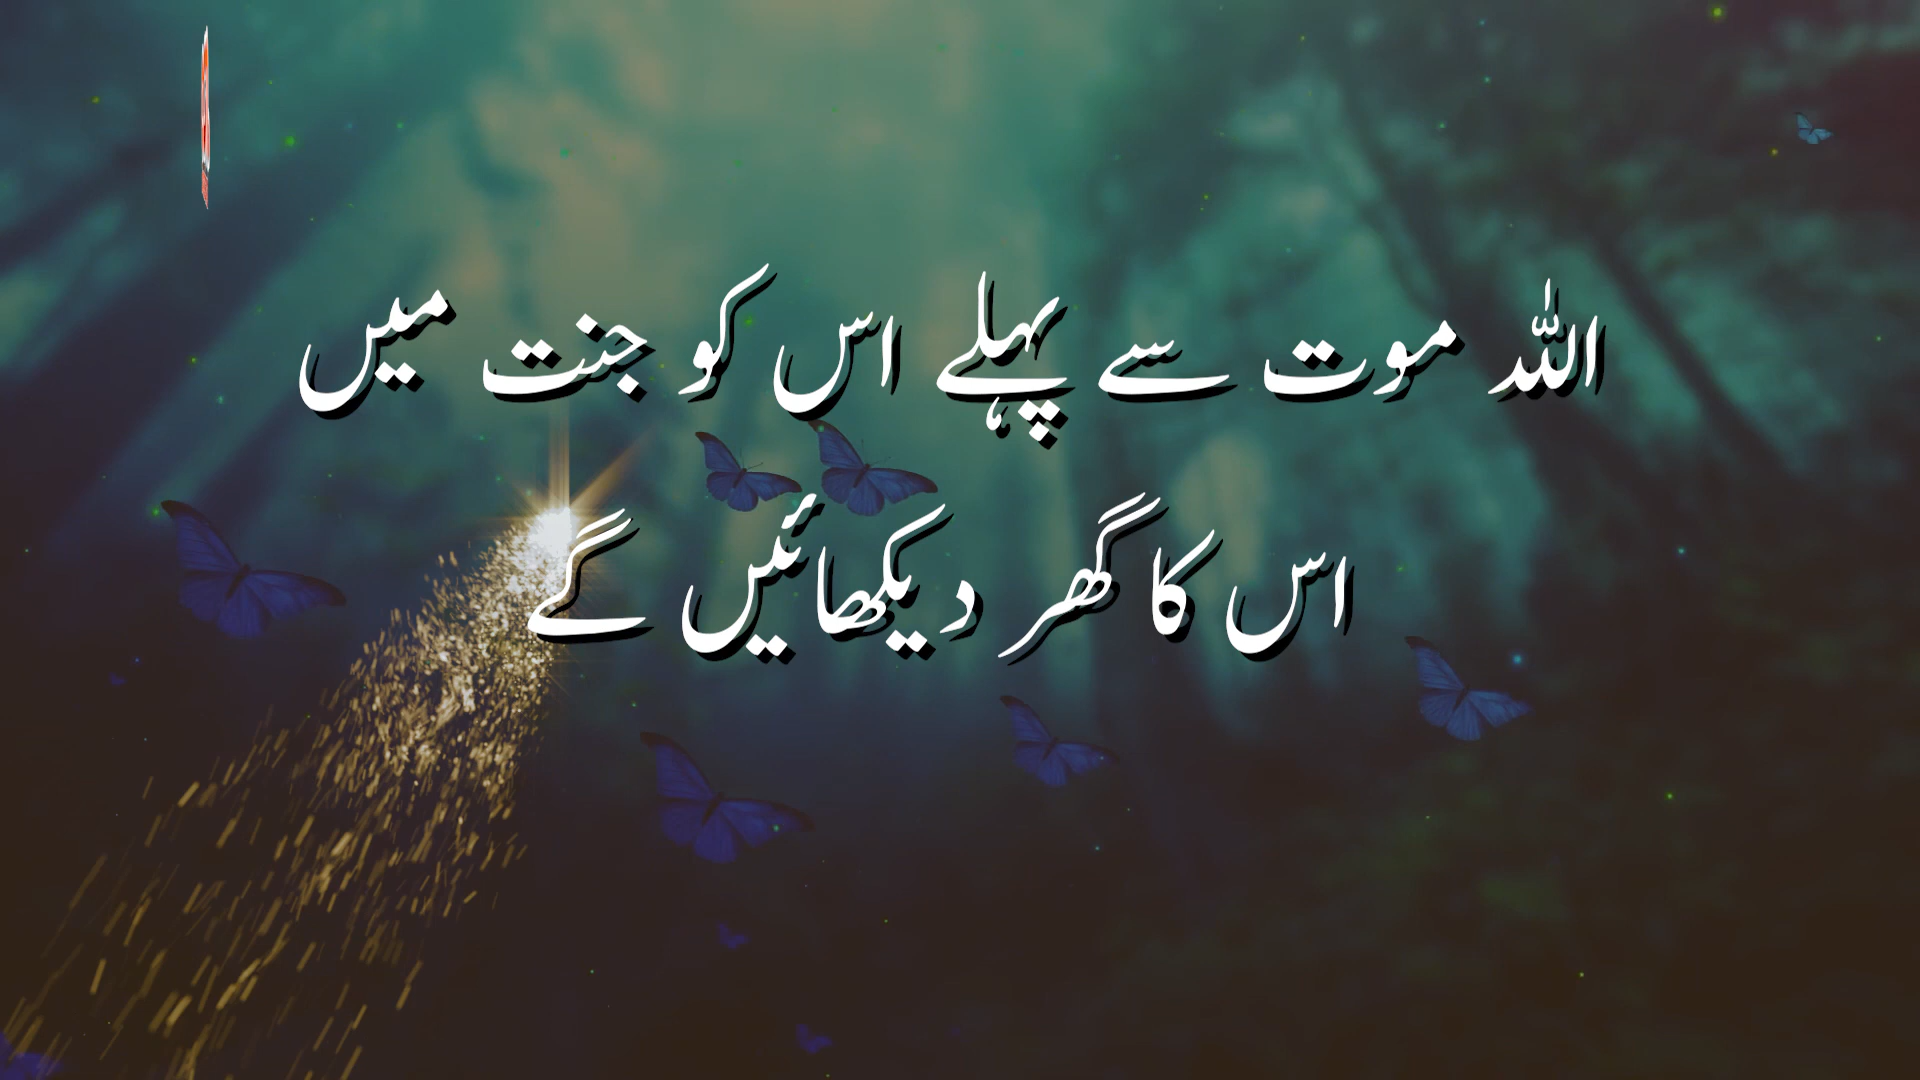 اللہ موت سے پہلے اس کو جنت میں
اس کا گھر دیکھائیں گے